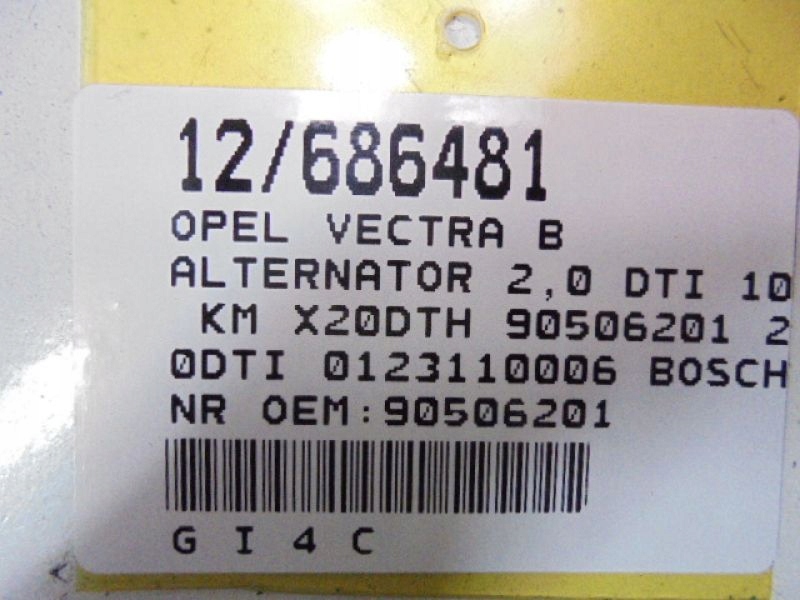 12/686481
OPEL VECTRA B
ALTERNATOR 2,0 DTI 10
KM X20DTH 90506201 2
0DTI 0123110006 BOSCH
NR OEM:90506201
G I 4 C